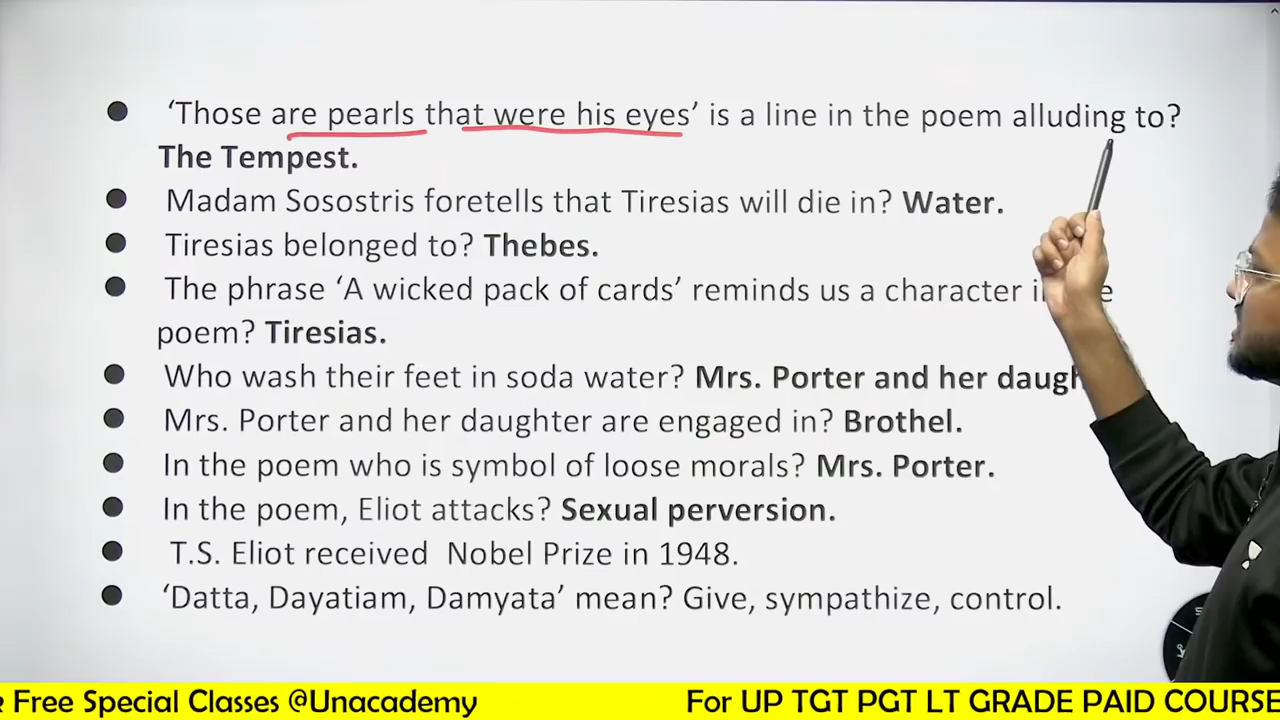 ● ‘Those are pearls that were his eyes’ is a line in the poem alluding to?
The Tempest.
● Madam Sosostris foretells that Tiresias will die in? Water.
● Tiresias belonged to? Thebes.
● The phrase ‘A wicked pack of cards’ reminds us a character
poem? Tiresias.
● Who wash their feet in soda water? Mrs. Porter and her
● Mrs. Porter and her daughter are engaged in? Brothel.
● In the poem who is symbol of loose morals? Mrs. Porter.
● In the poem, Eliot attacks? Sexual perversion.
● T.S. Eliot received Nobel Prize in 1948.
● ‘Datta, Dayatiam, Damyata’ mean? Give, sympathize, control.
Free Special Classes @Unacademy For UP TGT PGT LT GRADE PAID COURSE